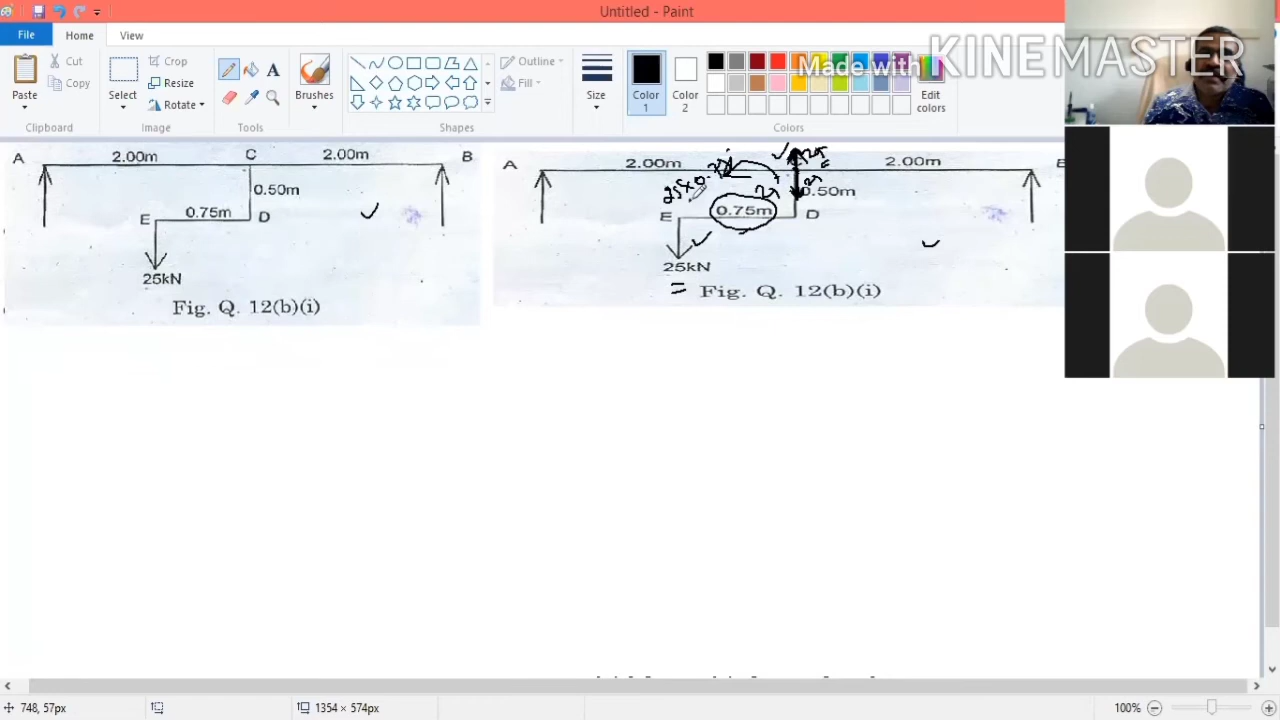 Untitled - Paint
File
Home
View
Paste
Cut
Copy
Clipboard
Select
Crop
Resize
Rotate
Image
A
Tools
Brushes
Shapes
Outline
Fill
Size
Color
1
Color
2
Edit
colors
Colors
Made with KINEMASTER
A
2.00m
C
2.00m
B
0.50m
0.75m
E
D
25kN
Fig. Q. 12(b)(i)
A
2.00m
2.00m
0.50m
0.75m
E
D
25kN
=
Fig. Q. 12(b)(i)
748, 57px
1354 × 574px
100%